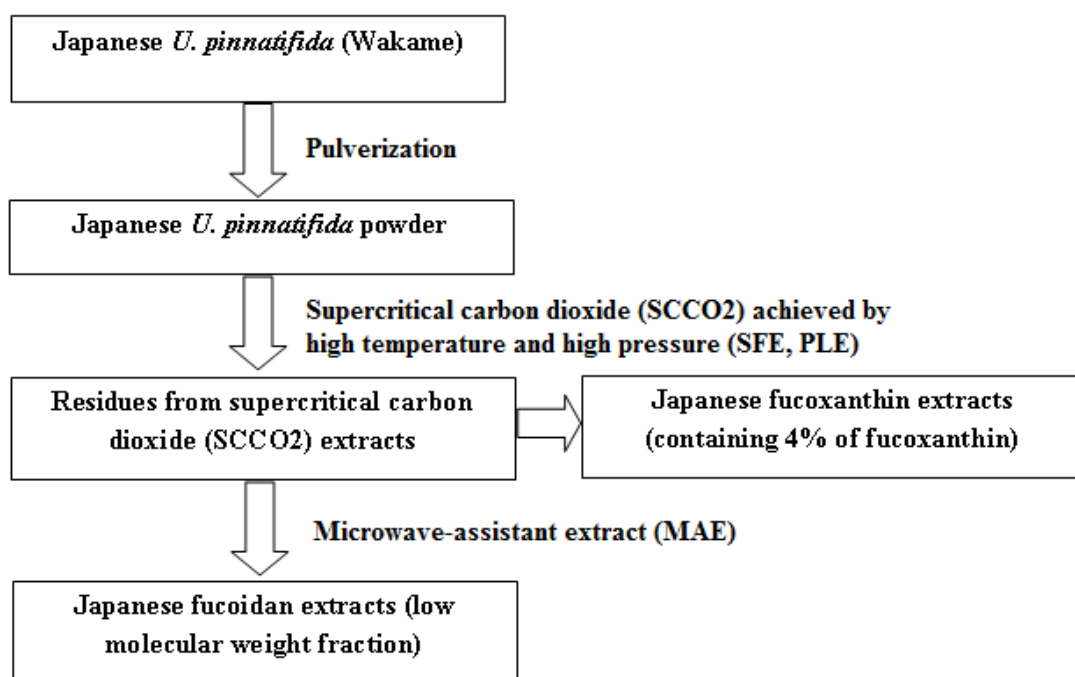 Japanese U. pinnatifida (Wakame)
Pulverization
Japanese U. pinnatifida powder
Supercritical carbon dioxide (SCCO2) achieved by
high temperature and high pressure (SFE, PLE)
Residues from supercritical carbon
dioxide (SCCO2) extracts
Japanese fucoxanthin extracts
(containing 4% of fucoxanthin)
Microwave-assistant extract (MAE)
Japanese fucoidan extracts (low
molecular weight fraction)